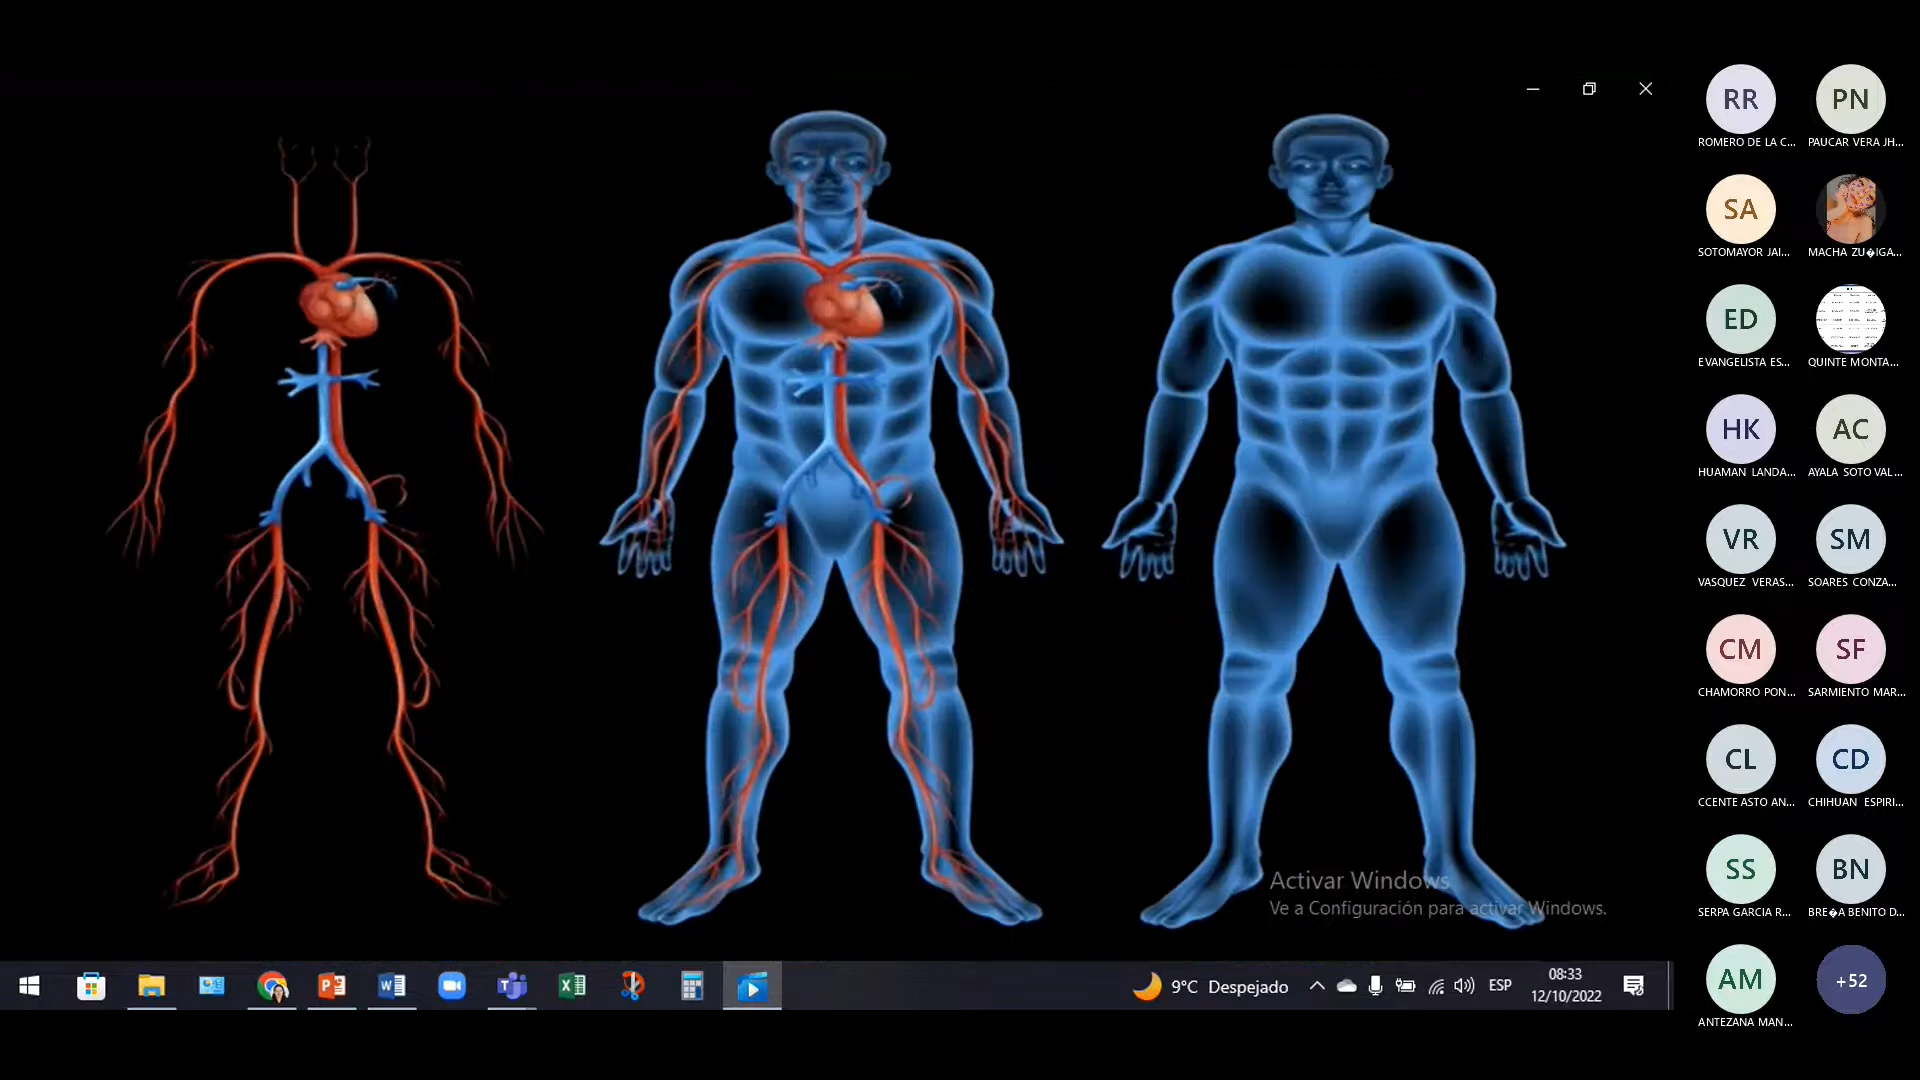 RR
PN
ROMERO DE LA C...
PAUCAR VERA JH...
SA
SOTOMAYOR JAI...
MACHA ZU�IGA...
ED
EVANGELISTA ES...
QUINTE MONTA...
HK
AC
HUAMAN LANDA...
AYALA SOTO VAL...
VR
SM
VASQUEZ VERAS...
SOARES CONZA...
CM
SF
CHAMORRO PON...
SARMIENTO MAR...
CL
CD
CCENTE ASTO AN...
CHIHUAN ESPIRI...
SS
BN
SERPA GARCIA R...
BRE�A BENITO D...
AM
+52
ANTEZANA MAN...
Activar Windows
Ve a Configuración para activar Windows.
9°C Despejado
ESP
08:33
12/10/2022